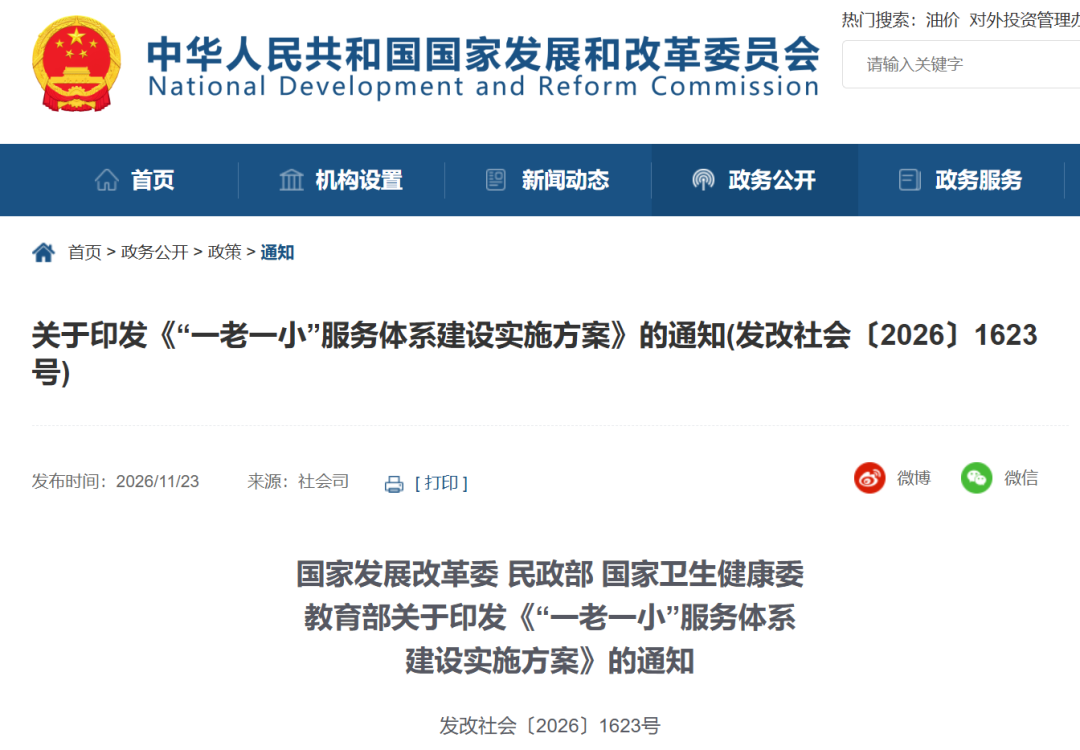 热门搜索：油价 对外投资管理办
中华人民共和国国家发展和改革委员会
National Development and Reform Commission
请输入关键字
首页 机构设置 新闻动态 政务公开 政务服务
首页 > 政务公开 > 政策 > 通知
关于印发《“一老一小”服务体系建设实施方案》的通知(发改社会〔2026〕1623
号)
发布时间：2026/11/23 来源：社会司 [ 打印 ] 微博 微信
国家发展改革委 民政部 国家卫生健康委
教育部关于印发《“一老一小”服务体系
建设实施方案》的通知
发改社会〔2026〕1623号